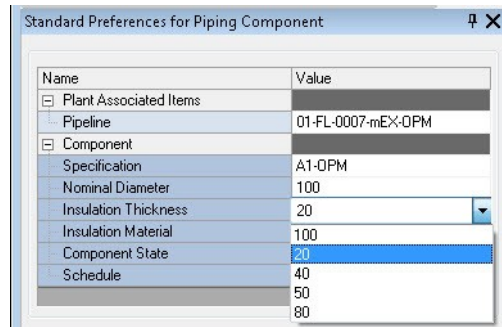 Standard Preferences for Piping Component
Name Value
Plant Associated Items
Pipeline 01-FL-0007-mEX-OPM
Component
Specification A1-OPM
Nominal Diameter 100
Insulation Thickness 20
Insulation Material 100
Component State 20
Schedule 40
50
80